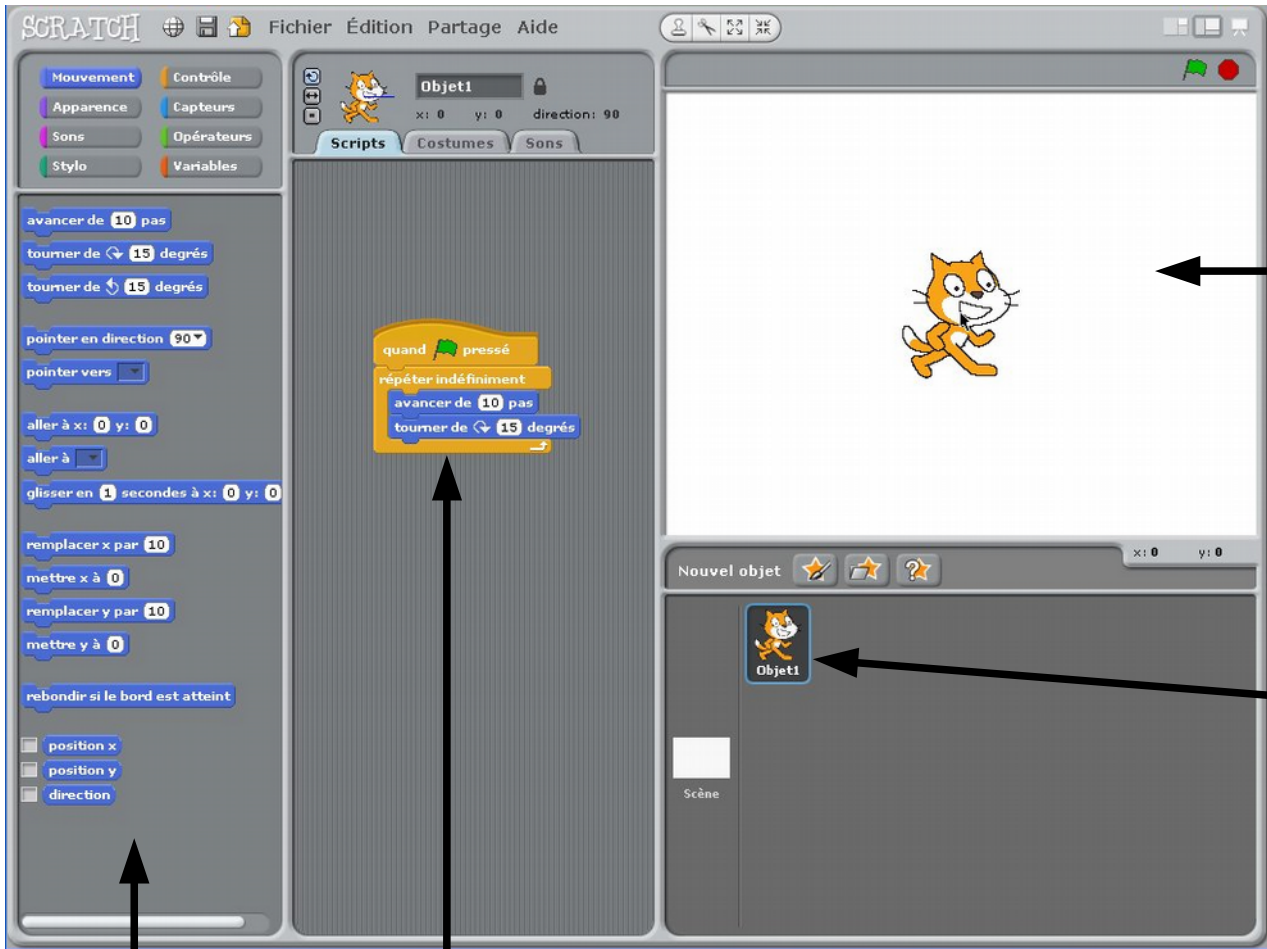 SCRATCH Fichier Édition Partage Aide
Mouvement Contrôle
Apparence Capteurs
Sons Opérateurs
Stylo Variables
avancer de 10 pas
tourner de 15 degrés
tourner de 15 degrés
pointer en direction 90
pointer vers
aller à x: 0 y: 0
aller à
glisser en 1 secondes à x: 0 y: 0
remplacer x par 10
mettre x à 0
remplacer y par 10
mettre y à 0
rebondir si le bord est atteint
position x
position y
direction
Objet1
x: 0 y: 0 direction: 90
Scripts Costumes Sons
quand pressé
répéter indéfiniment
avancer de 10 pas
tourner de 15 degrés
x: 0 y: 0
Nouvel objet
Objet1
Scène